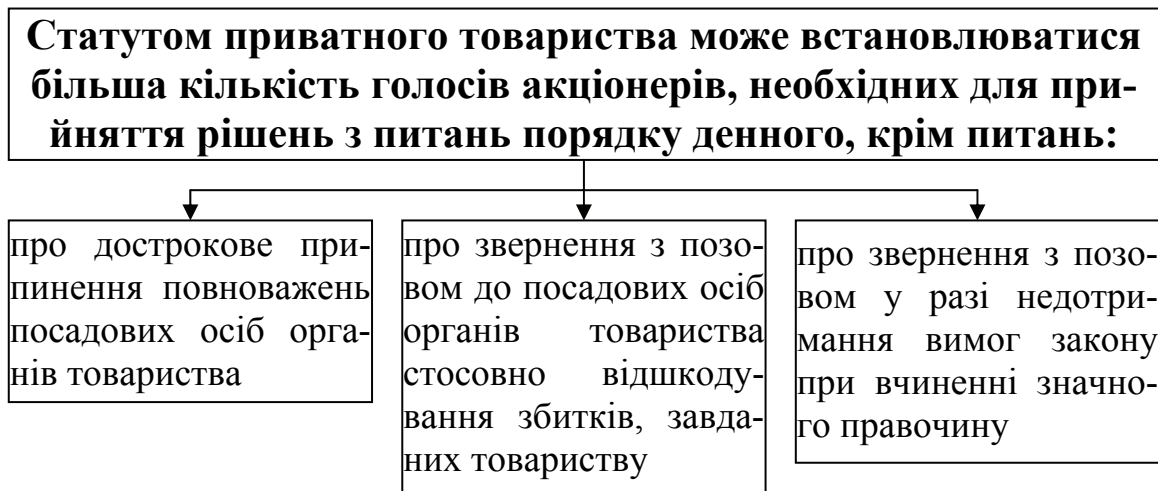 Статутом приватного товариства може встановлюватися
більша кількість голосів акціонерів, необхідних для при-
йняття рішень з питань порядку денного, крім питань:
про дострокове при-
пинення повноважень
посадових осіб орга-
нів товариства
про звернення з позо-
вом до посадових осіб
органів товариства
стосовно відшкоду-
вання збитків, завда-
них товариству
про звернення з позо-
вом у разі недотри-
мання вимог закону
при вчиненні значно-
го правочину